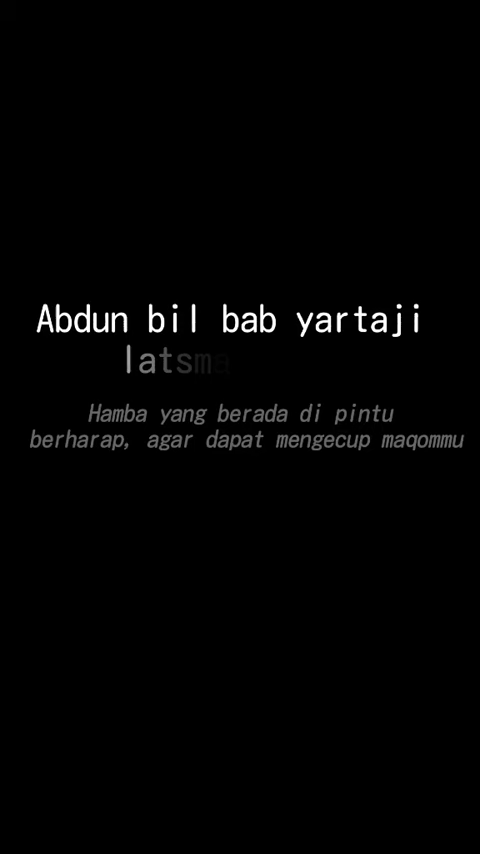 Abdun bil bab yartaji
latsma
Hamba yang berada di pintu
berharap, agar dapat mengecup maqommu